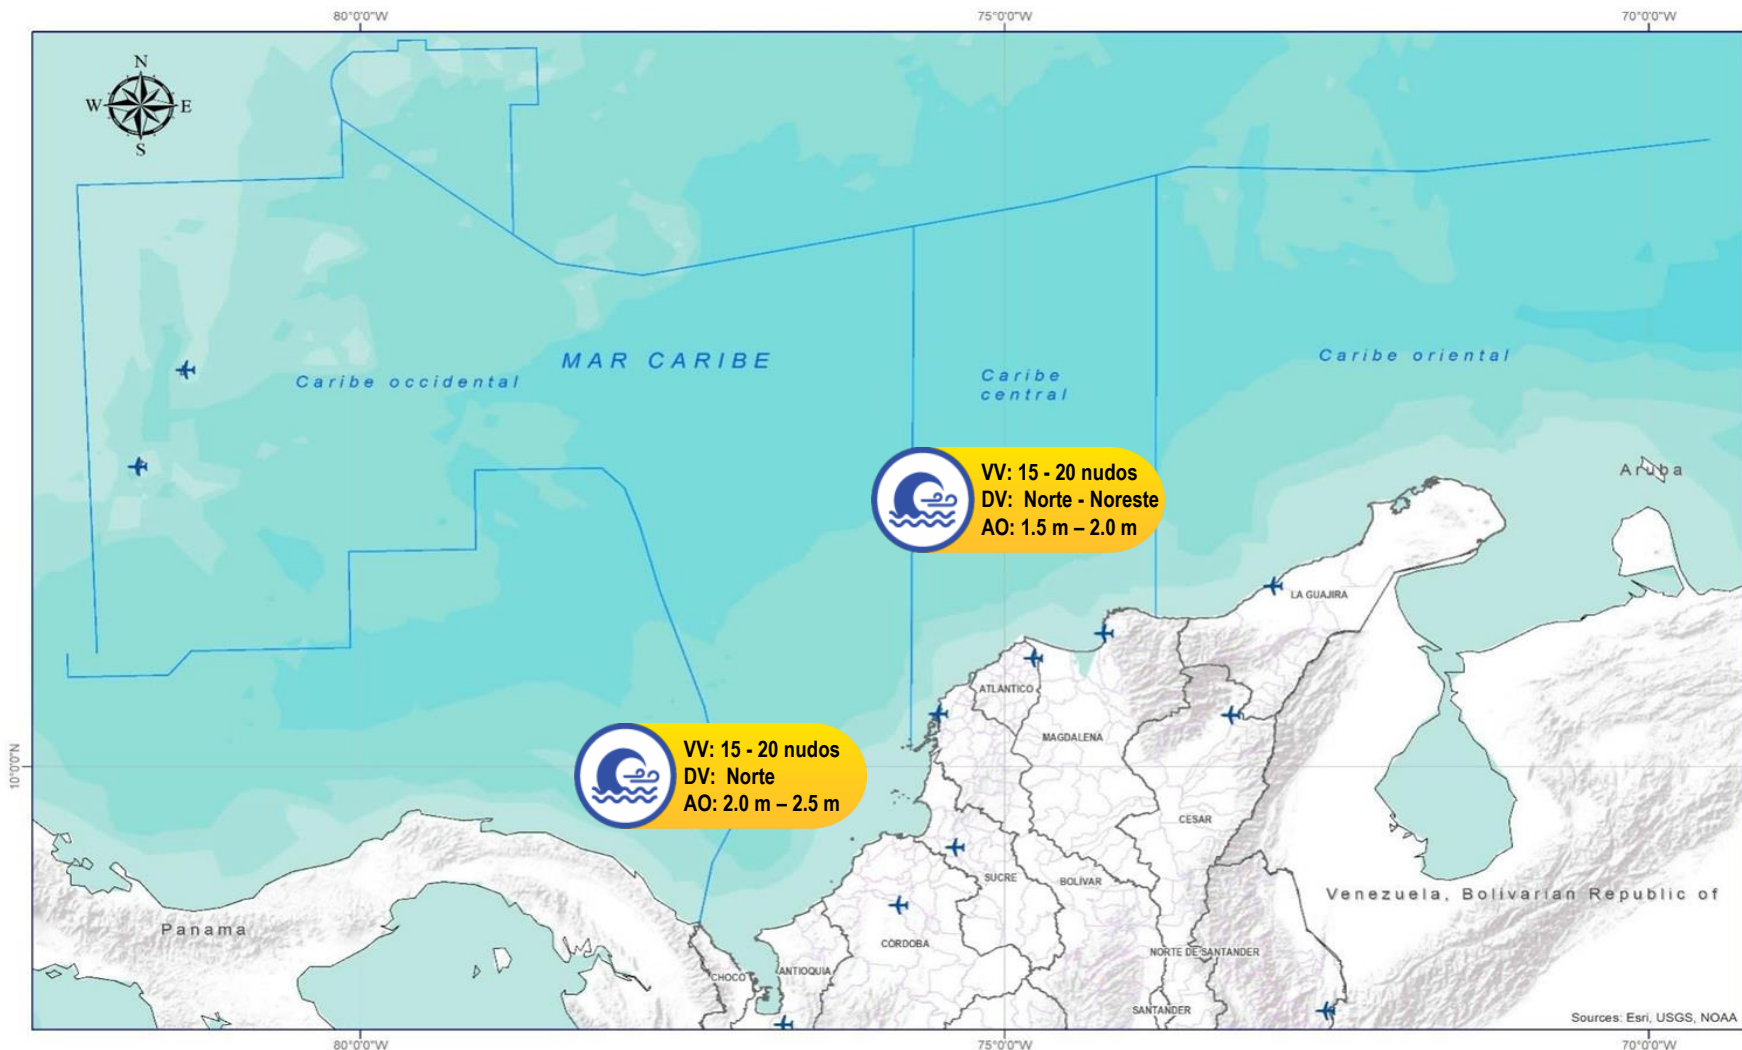 80°0'0"W
75°0'0"W
70°0'0"W
N
W
E
S
MAR CARIBE
Caribe occidental
Caribe
central
Caribe oriental
VV: 15 - 20 nudos
DV: Norte - Noreste
AO: 1.5 m – 2.0 m
Aruba
LA GUAJIRA
ATLANTICO
MAGDALENA
10°0'0"N
VV: 15 - 20 nudos
DV: Norte
AO: 2.0 m – 2.5 m
CESAR
SUCRE
BOLÍVAR
Venezuela, Bolivarian Republic of
Panama
CÓRDOBA
NORTE DE SANTANDER
CHOCO
ANTIOQUIA
SANTANDER
Sources: Esri, USGS, NOAA
80°0'0"W
75°0'0"W
70°0'0"W